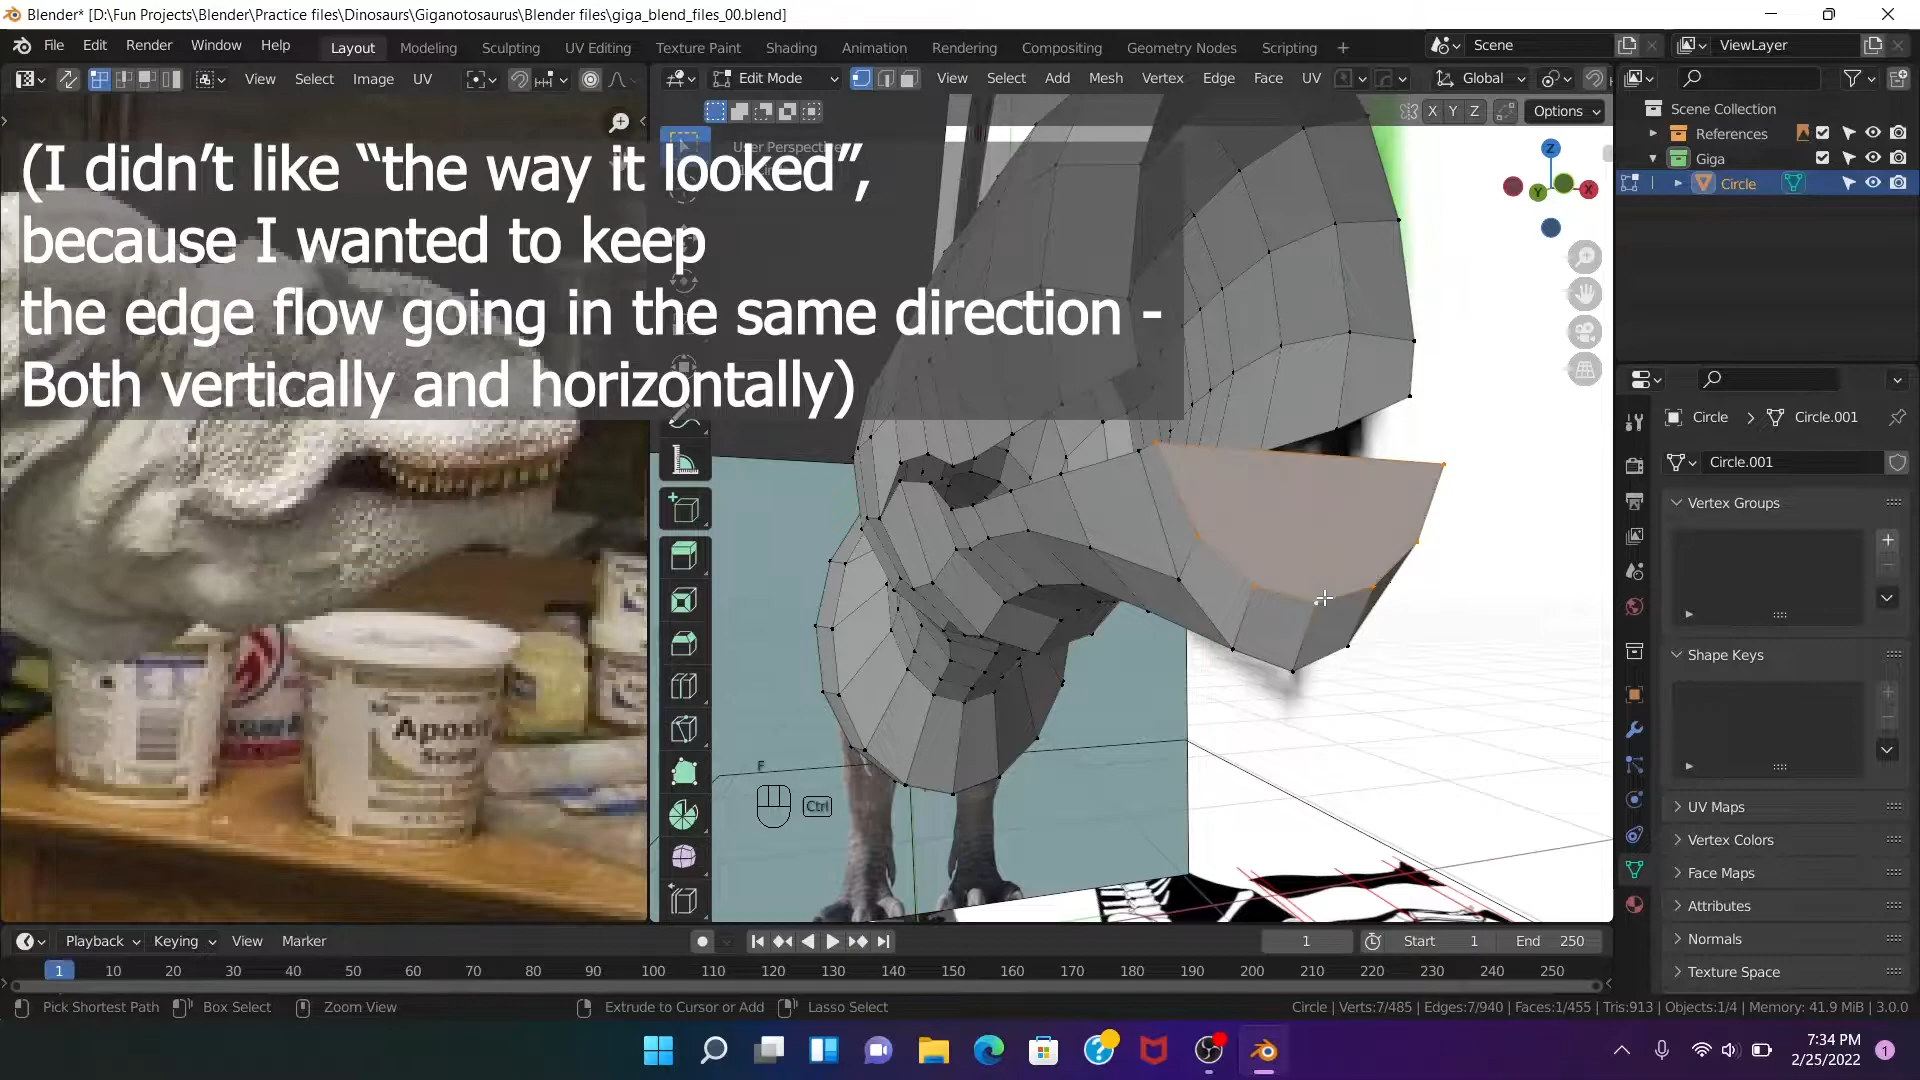 Blender* [D:\Fun Projects\Blender\Practice files\Dinosaurs\Giganotosaurus\Blender files\giga_blend_files_00.blend]
File Edit Render Window Help Layout Modeling Sculpting UV Editing Texture Paint Shading Animation Rendering Compositing Geometry Nodes Scripting + Scene ViewLayer
View Select Image UV Edit Mode View Select Add Mesh Vertex Edge Face UV Global
X Y Z Options
Scene Collection
References
Giga
Circle
User Perspective
Z
Y X
(I didn’t like “the way it looked”,
because I wanted to keep
the edge flow going in the same direction -
Both vertically and horizontally)
Circle > Circle.001
Circle.001
Vertex Groups
Shape Keys
UV Maps
Vertex Colors
Face Maps
Attributes
Normals
Texture Space
Apoxi
F
Ctrl
Playback Keying View Marker 1 Start 1 End 250
1 10 20 30 40 50 60 70 80 90 100 110 120 130 140 150 160 170 180 190 200 210 220 230 240 250
Pick Shortest Path Box Select Zoom View Extrude to Cursor or Add Lasso Select Circle | Verts:7/485 | Edges:7/940 | Faces:1/455 | Tris:913 | Objects:1/4 | Memory: 41.9 MiB | 3.0.0
7:34 PM
2/25/2022
1